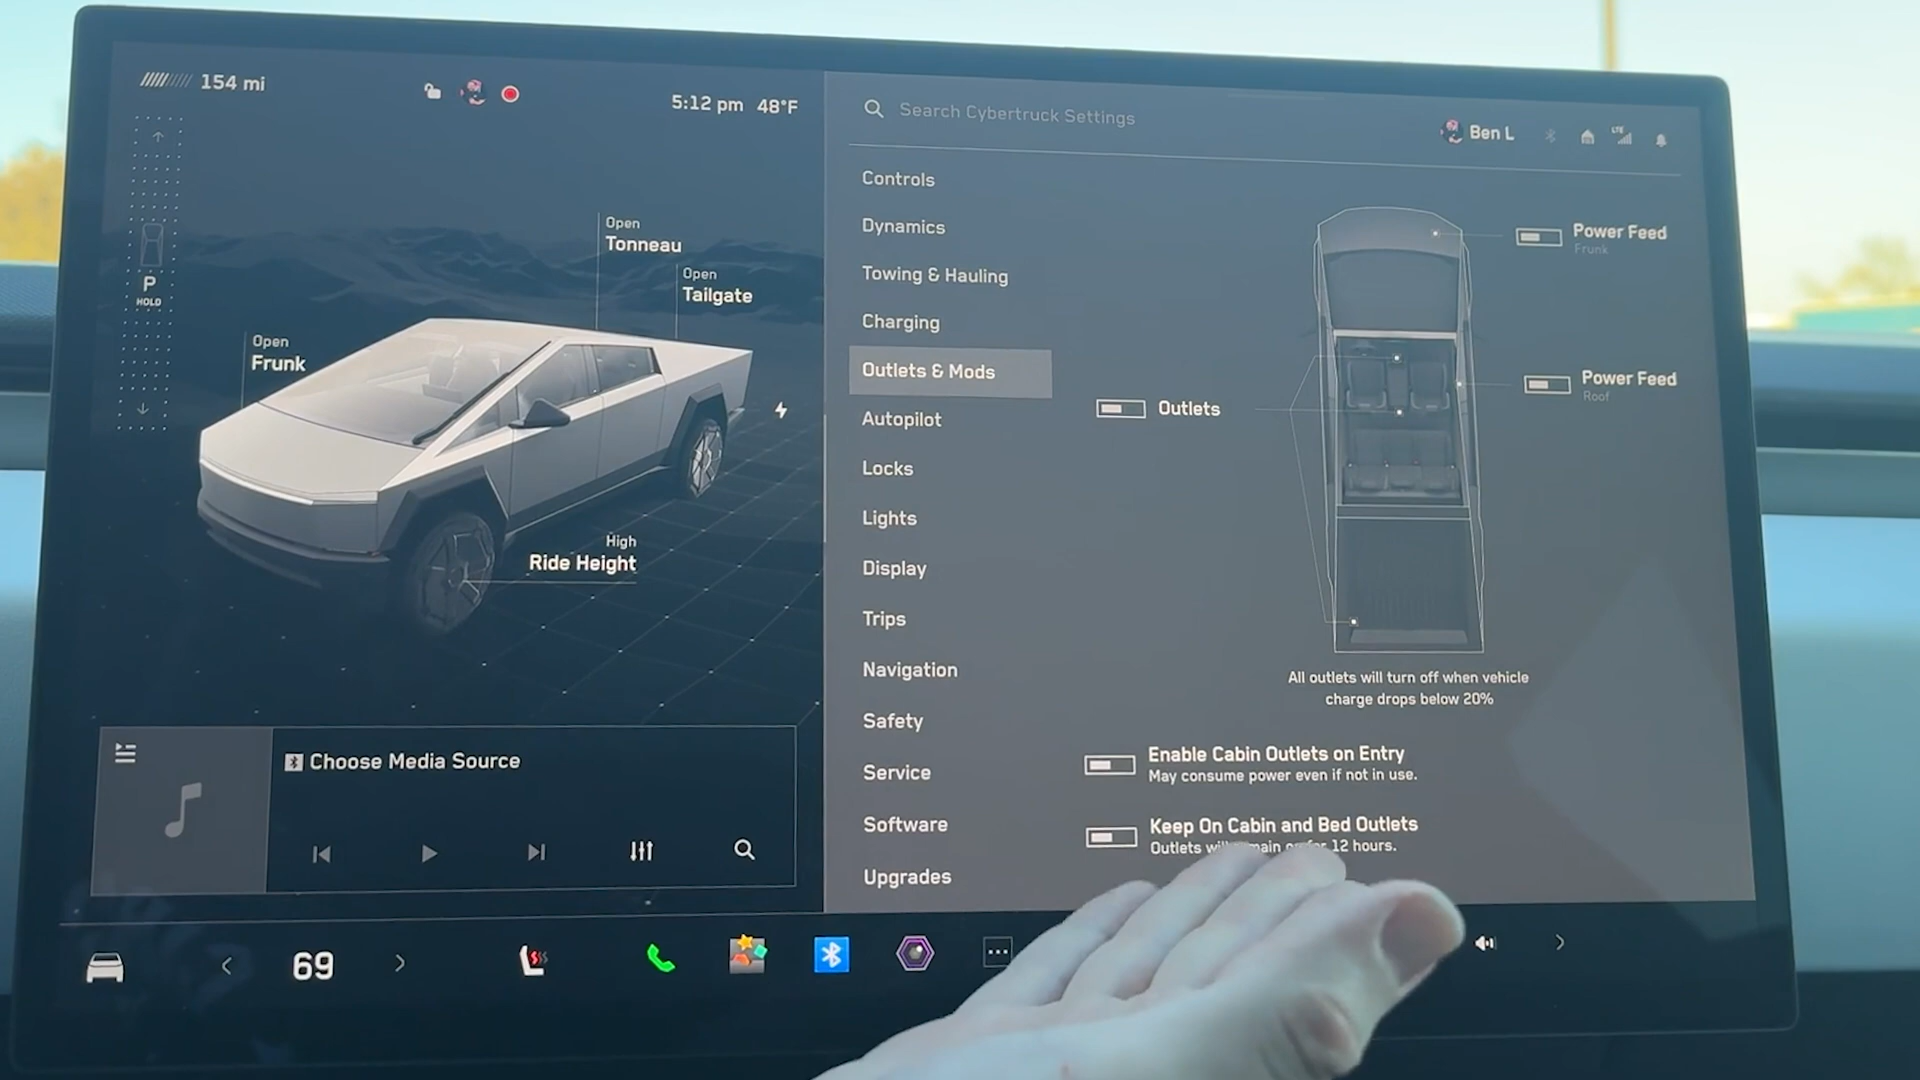 154 mi
5:12 pm 48°F
P
HOLD
Open
Tonneau
Open
Tailgate
Open
Frunk
High
Ride Height
Choose Media Source
69
Search Cybertruck Settings
Ben L
LTE
Controls
Dynamics
Towing & Hauling
Charging
Outlets & Mods
Autopilot
Locks
Lights
Display
Trips
Navigation
Safety
Service
Software
Upgrades
Power Feed
Frunk
Power Feed
Roof
Outlets
All outlets will turn off when vehicle
charge drops below 20%
Enable Cabin Outlets on Entry
May consume power even if not in use.
Keep On Cabin and Bed Outlets
Outlets 12 hours.